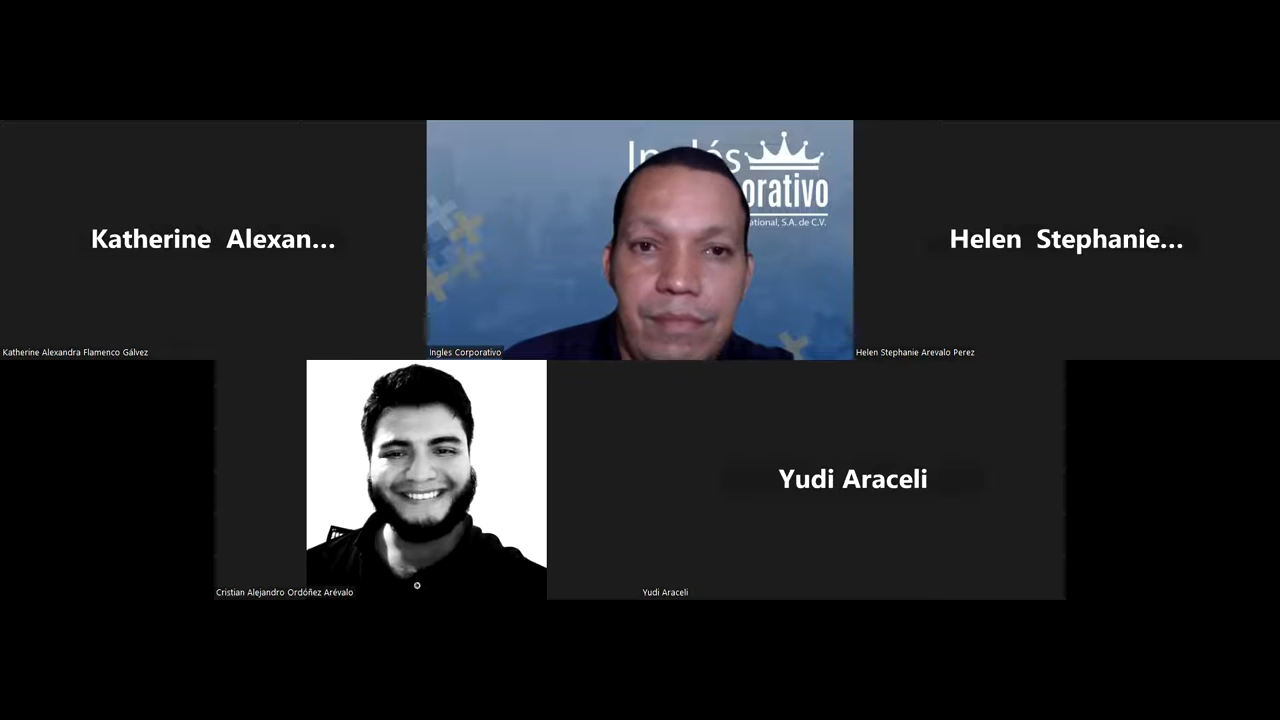 Katherine Alexan...
Katherine Alexandra Flamenco Gálvez
Inglés
orativo
ational, S.A. de C.V.
Ingles Corporativo
Helen Stephanie...
Helen Stephanie Arevalo Perez
Cristian Alejandro Ordóñez Arévalo
Yudi Araceli
Yudi Araceli